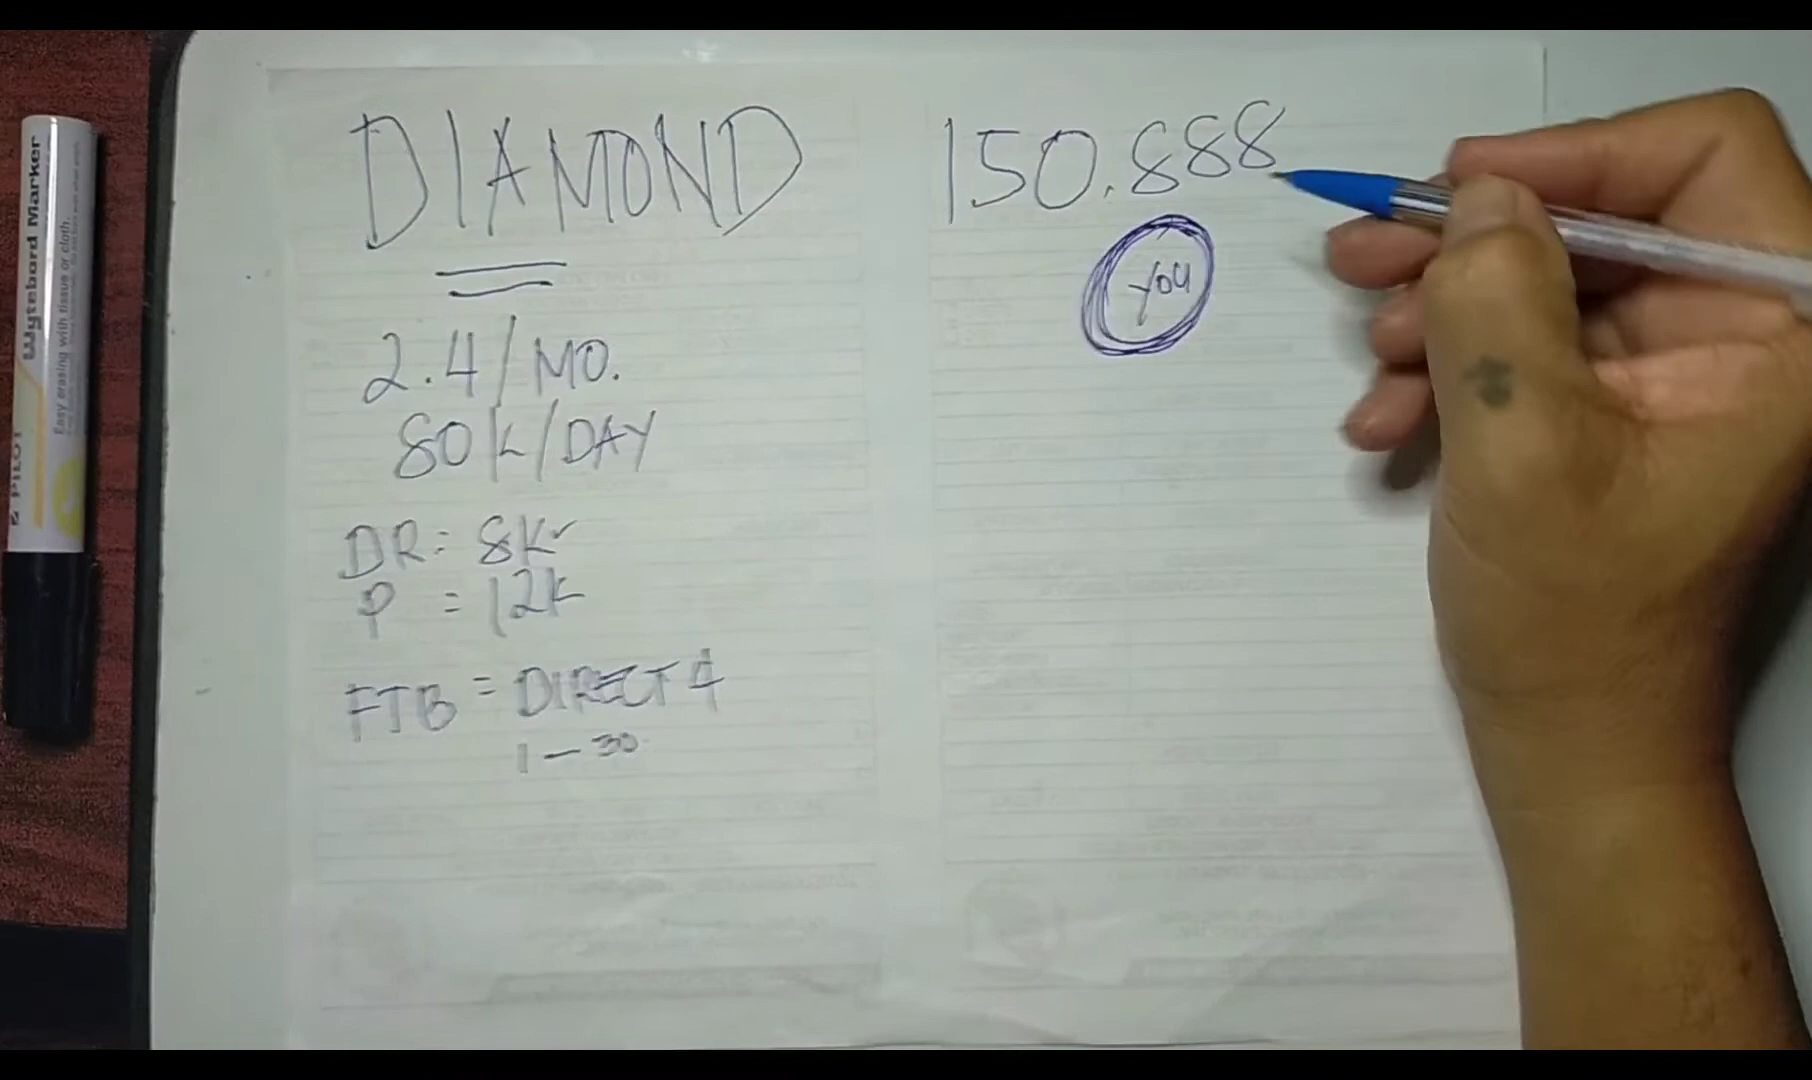 DIAMOND
2.4/MO.
80K/DAY
DR: 8K
P = 12K
FTB = DIRECT 4
1 — 30
150.888
you
Wyteboard Marker
Easy erasing with tissue or cloth.
PILOT